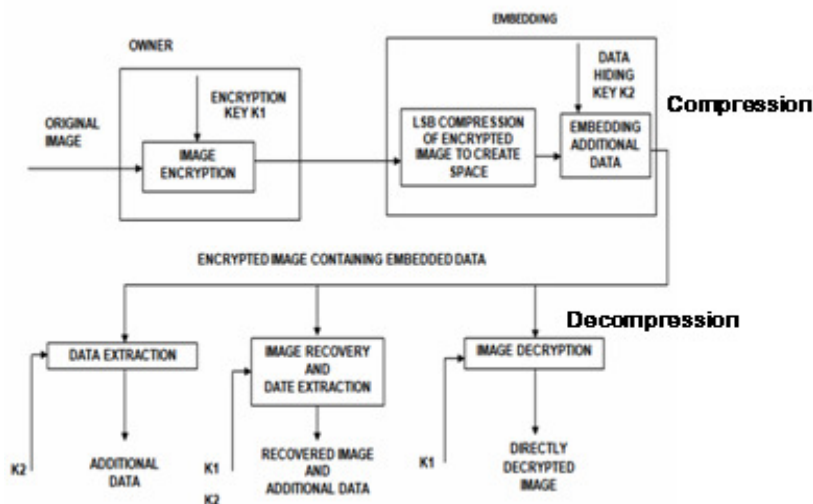 EMBEDDING
OWNER
ENCRYPTION
KEY K1
DATA
HIDING
KEY K2
Compression
ORIGINAL
IMAGE
IMAGE
ENCRYPTION
LSB COMPRESSION
OF ENCRYPTED
IMAGE TO CREATE
SPACE
EMBEDDING
ADDITIONAL
DATA
ENCRYPTED IMAGE CONTAINING EMBEDDED DATA
Decompression
DATA EXTRACTION
IMAGE RECOVERY
AND
DATE EXTRACTION
IMAGE DECRYPTION
K2
ADDITIONAL
DATA
K1
K2
RECOVERED IMAGE
AND
ADDITIONAL DATA
K1
DIRECTLY
DECRYPTED
IMAGE